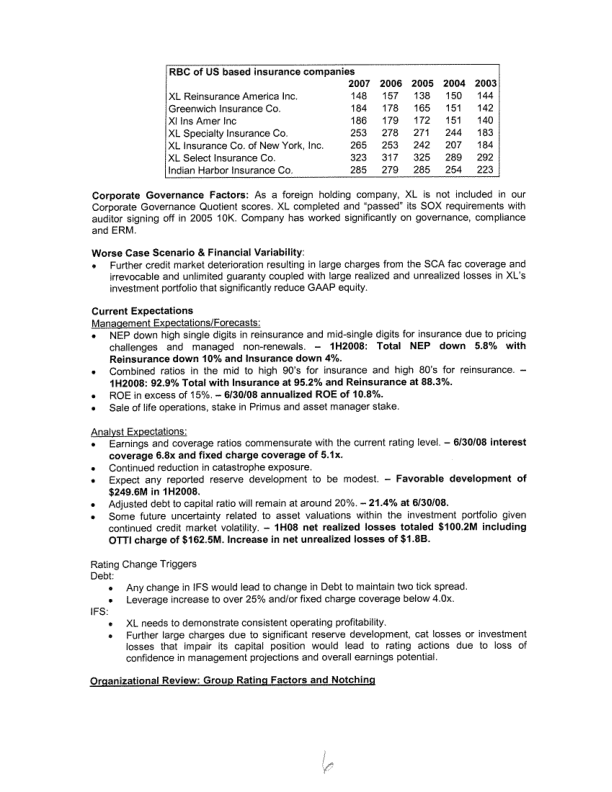 RBC of US based insurance companies
2007 2006 2005 2004 2003
XL Reinsurance America Inc. 148 157 138 150 144
Greenwich Insurance Co. 184 178 165 151 142
Xl Ins Amer Inc 186 179 172 151 140
XL Specialty Insurance Co. 253 278 271 244 183
XL Insurance Co. of New York, Inc. 265 253 242 207 184
XL Select Insurance Co. 323 317 325 289 292
Indian Harbor Insurance Co. 285 279 285 254 223
Corporate Governance Factors: As a foreign holding company, XL is not included in our
Corporate Governance Quotient scores. XL completed and "passed" its SOX requirements with
auditor signing off in 2005 10K. Company has worked significantly on governance, compliance
and ERM.
Worse Case Scenario & Financial Variability:
• Further credit market deterioration resulting in large charges from the SCA fac coverage and
irrevocable and unlimited guaranty coupled with large realized and unrealized losses in XL's
investment portfolio that significantly reduce GAAP equity.
Current Expectations
Management Expectations/Forecasts:
• NEP down high single digits in reinsurance and mid-single digits for insurance due to pricing
challenges and managed non-renewals. – 1H2008: Total NEP down 5.8% with
Reinsurance down 10% and Insurance down 4%.
• Combined ratios in the mid to high 90's for insurance and high 80's for reinsurance. –
1H2008: 92.9% Total with Insurance at 95.2% and Reinsurance at 88.3%.
• ROE in excess of 15%. – 6/30/08 annualized ROE of 10.8%.
• Sale of life operations, stake in Primus and asset manager stake.
Analyst Expectations:
• Earnings and coverage ratios commensurate with the current rating level. – 6/30/08 interest
coverage 6.8x and fixed charge coverage of 5.1x.
• Continued reduction in catastrophe exposure.
• Expect any reported reserve development to be modest. – Favorable development of
$249.6M in 1H2008.
• Adjusted debt to capital ratio will remain at around 20%. – 21.4% at 6/30/08.
• Some future uncertainty related to asset valuations within the investment portfolio given
continued credit market volatility. – 1H08 net realized losses totaled $100.2M including
OTTI charge of $162.5M. Increase in net unrealized losses of $1.8B.
Rating Change Triggers
Debt:
• Any change in IFS would lead to change in Debt to maintain two tick spread.
• Leverage increase to over 25% and/or fixed charge coverage below 4.0x.
IFS:
• XL needs to demonstrate consistent operating profitability.
• Further large charges due to significant reserve development, cat losses or investment
losses that impair its capital position would lead to rating actions due to loss of
confidence in management projections and overall earnings potential.
Organizational Review: Group Rating Factors and Notching
6